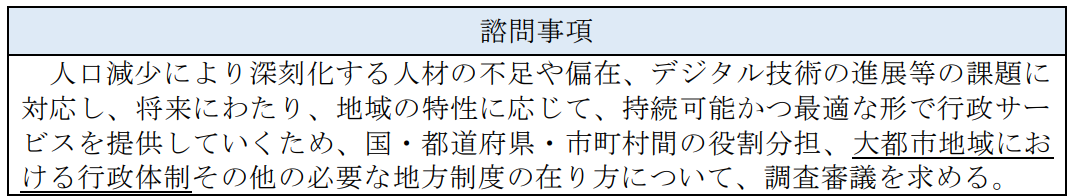 諮問事項
人口減少により深刻化する人材の不足や偏在、デジタル技術の進展等の課題に
対応し、将来にわたり、地域の特性に応じて、持続可能かつ最適な形で行政サー
ビスを提供していくため、国・都道府県・市町村間の役割分担、大都市地域にお
ける行政体制その他の必要な地方制度の在り方について、調査審議を求める。